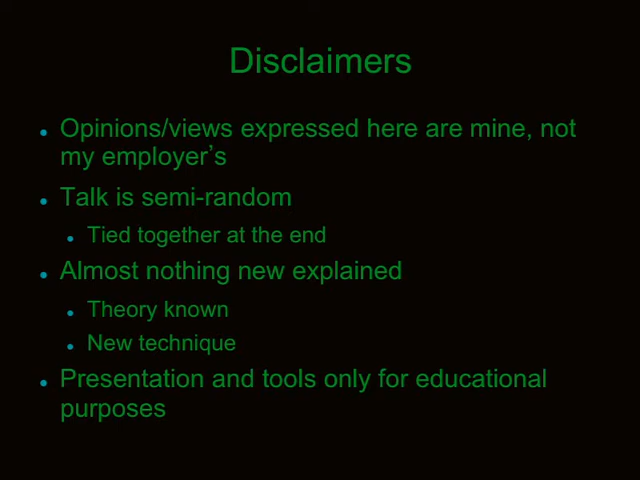 Disclaimers
Opinions/views expressed here are mine, not
my employer's
Talk is semi-random
Tied together at the end
Almost nothing new explained
Theory known
New technique
Presentation and tools only for educational
purposes